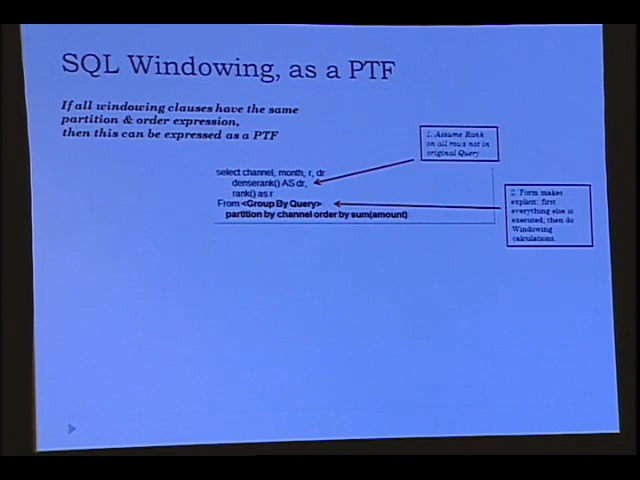 SQL Windowing, as a PTF
If all windowing clauses have the same
partition & order expression,
then this can be expressed as a PTF
1. Assume Rank
on all rows not in
original Query
select channel, month, r, dr
denserank() AS dr,
rank() as r
From <Group By Query>
partition by channel order by sum(amount)
2. Form makes
explicit: first
everything else is
executed; then do
Windowing
calculations.